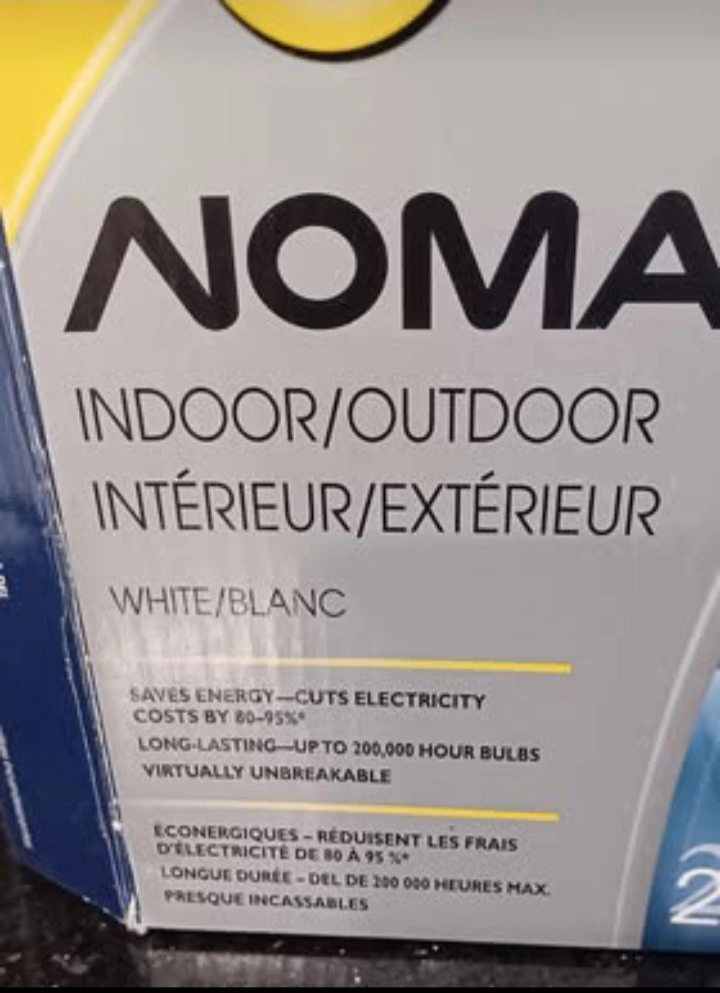 NOMA
INDOOR/OUTDOOR
INTÉRIEUR/EXTÉRIEUR
WHITE/BLANC
SAVES ENERGY—CUTS ELECTRICITY
COSTS BY 80–95%*
LONG-LASTING—UP TO 200,000 HOUR BULBS
VIRTUALLY UNBREAKABLE
ÉCONERGIQUES – RÉDUISENT LES FRAIS
D'ÉLECTRICITÉ DE 80 À 95 %*
LONGUE DURÉE – DEL DE 200 000 HEURES MAX.
PRESQUE INCASSABLES
2